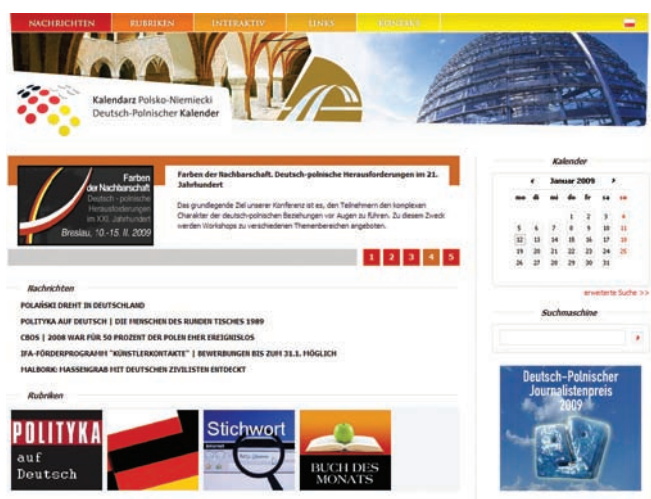 NACHRICHTEN RUBRIKEN INTERAKTIV LINKS KONTAKT
Kalendarz Polsko-Niemiecki
Deutsch-Polnischer Kalender
Farben
der Nachbarschaft
Deutsch - polnische
Herausforderungen
im XXI. Jahrhundert
Breslau, 10.-15. II. 2009
Farben der Nachbarschaft. Deutsch-polnische Herausforderungen im 21.
Jahrhundert
Das grundlegende Ziel unserer Konferenz ist es, den Teilnehmern den komplexen
Charakter der deutsch-polnischen Beziehungen vor Augen zu führen. Zu diesem Zweck
werden Workshops zu verschiedenen Themenbereichen angeboten.
1 2 3 4 5
Nachrichten
POLAŃSKI DREHT IN DEUTSCHLAND
POLITYKA AUF DEUTSCH | DIE MENSCHEN DES RUNDEN TISCHES 1989
CBOS | 2008 WAR FÜR 50 PROZENT DER POLEN EHER EREIGNISLOS
IFA-FÖRDERPROGRAMM "KÜNSTLERKONTAKTE" | BEWERBUNGEN BIS ZUM 31.1. MÖGLICH
MALBORK: MASSENGRAB MIT DEUTSCHEN ZIVILISTEN ENTDECKT
Rubriken
POLITYKA
auf
Deutsch
Stichwort
BUCH DES
MONATS
Kalender
Januar 2009
mo di mi do fr sa so
1 2 3 4
5 6 7 8 9 10 11
12 13 14 15 16 17 18
19 20 21 22 23 24 25
26 27 28 29 30 31
erweiterte Suche >>
Suchmaschine
Deutsch-Polnischer
Journalistenpreis
2009